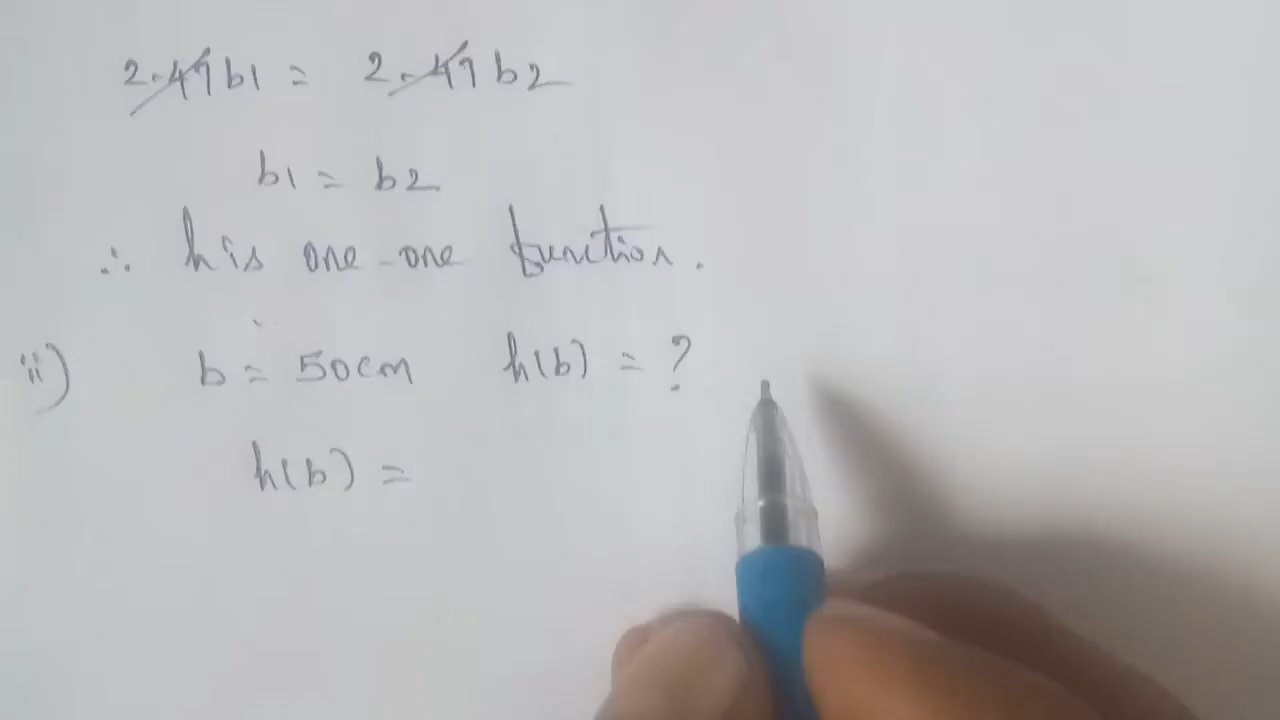 2.47b1 = 2.47b2
b1 = b2
∴ h is one-one function.
ii) b = 50cm h(b) = ?
h(b) =